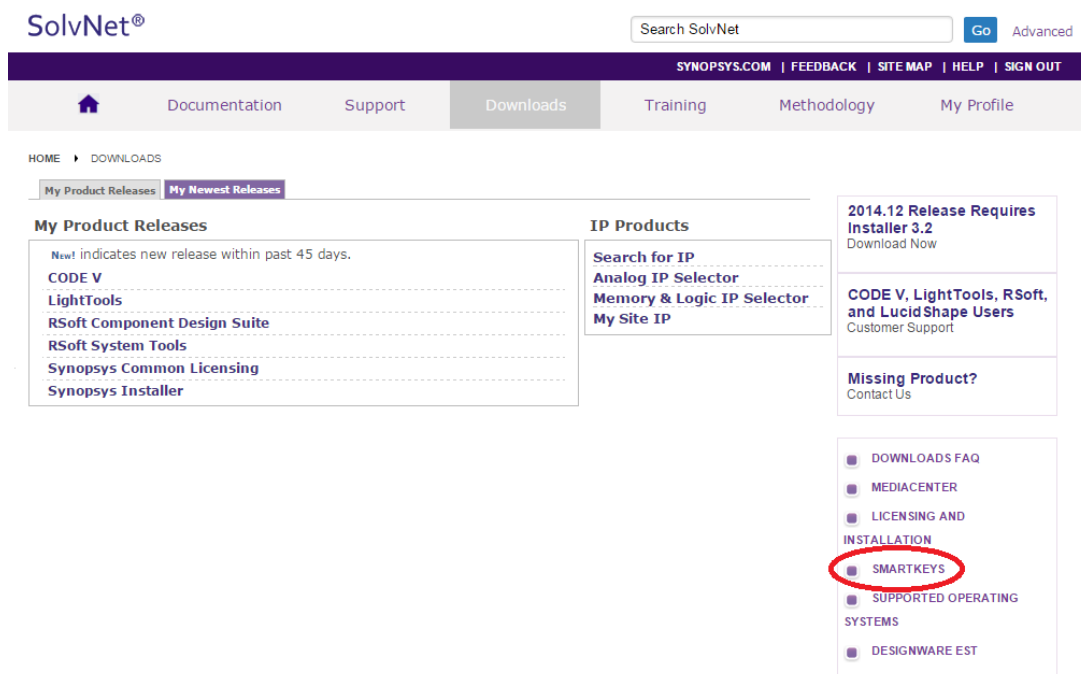 SolvNet®
Search SolvNet
Go
Advanced
SYNOPSYS.COM | FEEDBACK | SITE MAP | HELP | SIGN OUT
Documentation
Support
Downloads
Training
Methodology
My Profile
HOME
DOWNLOADS
My Product Releases
My Newest Releases
My Product Releases
New! indicates new release within past 45 days.
CODE V
LightTools
RSoft Component Design Suite
RSoft System Tools
Synopsys Common Licensing
Synopsys Installer
IP Products
Search for IP
Analog IP Selector
Memory & Logic IP Selector
My Site IP
2014.12 Release Requires
Installer 3.2
Download Now
CODE V, LightTools, RSoft,
and LucidShape Users
Customer Support
Missing Product?
Contact Us
DOWNLOADS FAQ
MEDIACENTER
LICENSING AND
INSTALLATION
SMARTKEYS
SUPPORTED OPERATING
SYSTEMS
DESIGNWARE EST